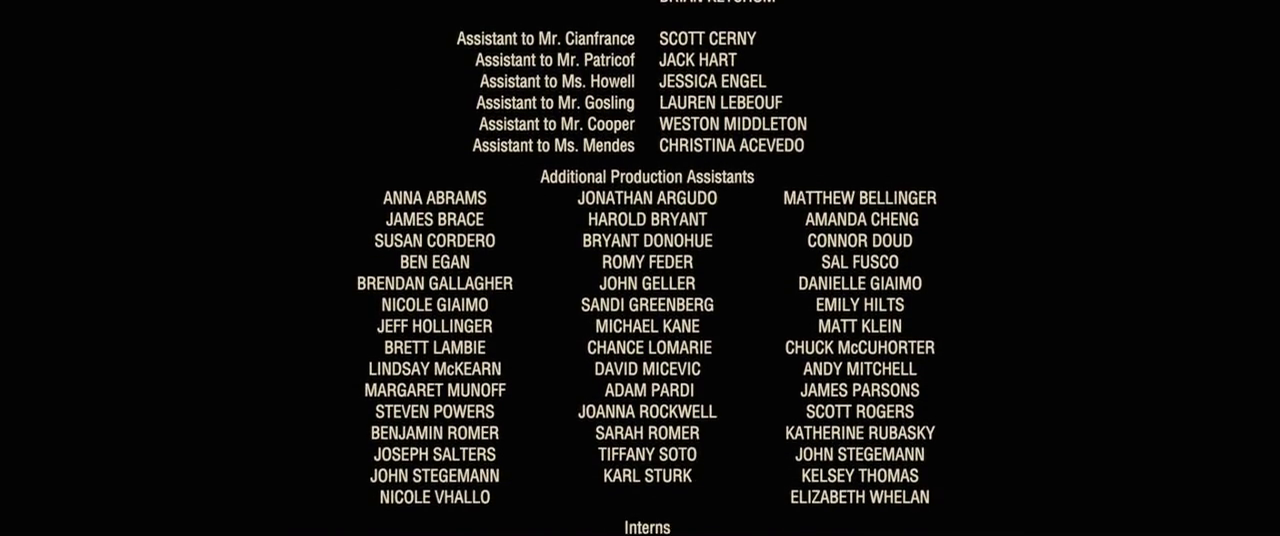 Assistant to Mr. Cianfrance SCOTT CERNY
Assistant to Mr. Patricof JACK HART
Assistant to Ms. Howell JESSICA ENGEL
Assistant to Mr. Gosling LAUREN LEBEOUF
Assistant to Mr. Cooper WESTON MIDDLETON
Assistant to Ms. Mendes CHRISTINA ACEVEDO
Additional Production Assistants
ANNA ABRAMS JONATHAN ARGUDO MATTHEW BELLINGER
JAMES BRACE HAROLD BRYANT AMANDA CHENG
SUSAN CORDERO BRYANT DONOHUE CONNOR DOUD
BEN EGAN ROMY FEDER SAL FUSCO
BRENDAN GALLAGHER JOHN GELLER DANIELLE GIAIMO
NICOLE GIAIMO SANDI GREENBERG EMILY HILTS
JEFF HOLLINGER MICHAEL KANE MATT KLEIN
BRETT LAMBIE CHANCE LOMARIE CHUCK McCUHORTER
LINDSAY McKEARN DAVID MICEVIC ANDY MITCHELL
MARGARET MUNOFF ADAM PARDI JAMES PARSONS
STEVEN POWERS JOANNA ROCKWELL SCOTT ROGERS
BENJAMIN ROMER SARAH ROMER KATHERINE RUBASKY
JOSEPH SALTERS TIFFANY SOTO JOHN STEGEMANN
JOHN STEGEMANN KARL STURK KELSEY THOMAS
NICOLE VHALLO ELIZABETH WHELAN
Interns